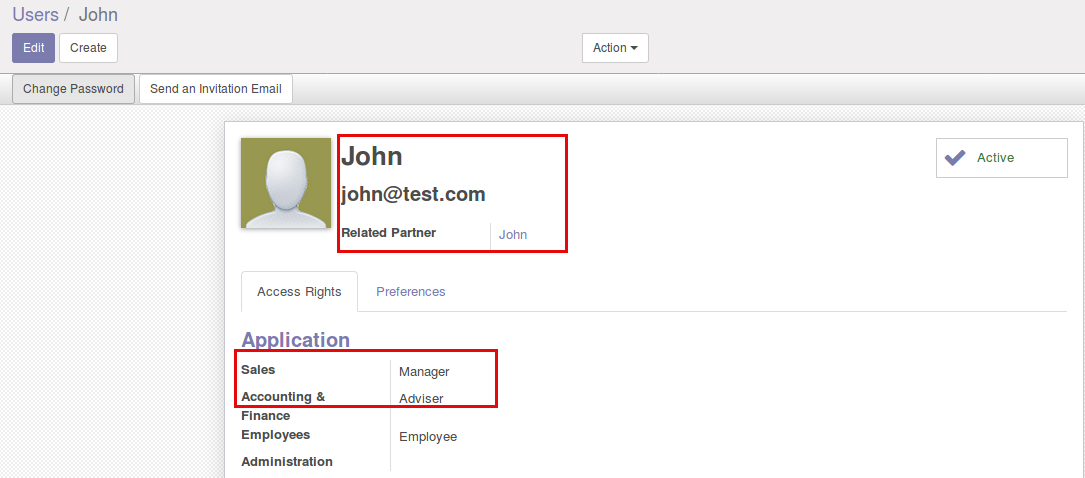 Users / John
Edit Create Action
Change Password Send an Invitation Email
John
Active
john@test.com
Related Partner John
Access Rights Preferences
Application
Sales Manager
Accounting & Adviser
Finance
Employees Employee
Administration